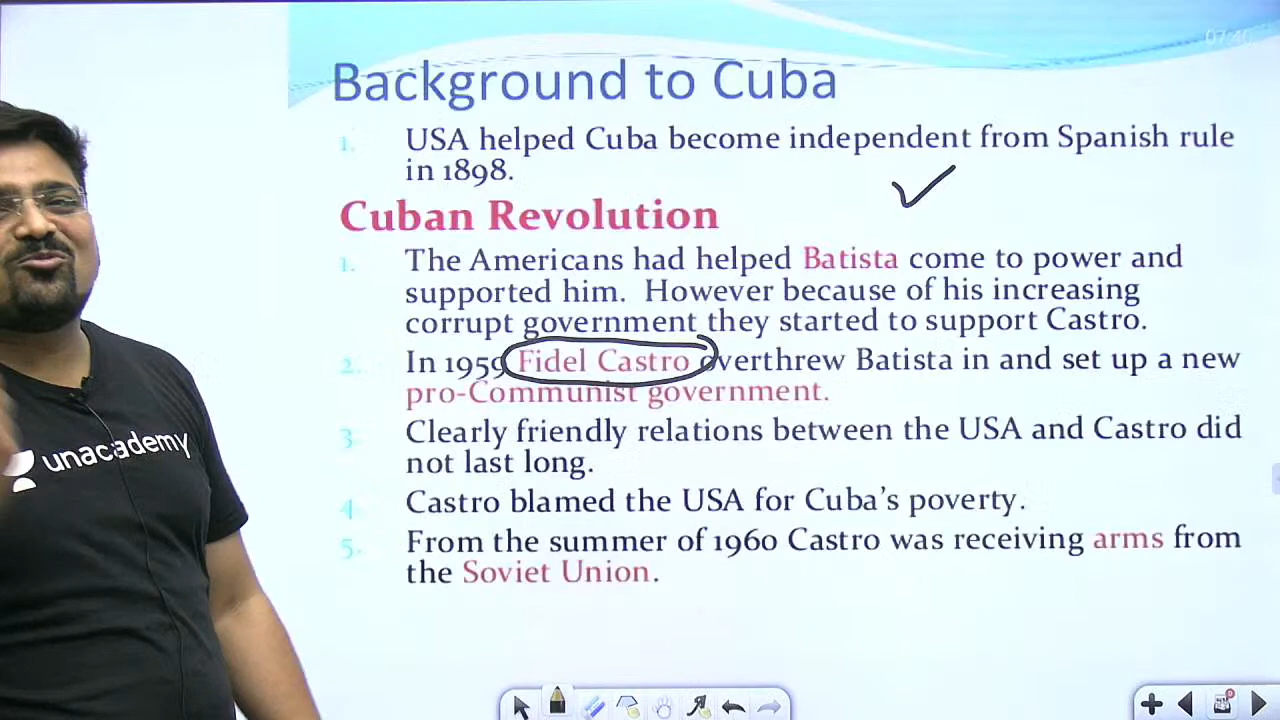 07:40
Background to Cuba
1. USA helped Cuba become independent from Spanish rule
in 1898.
Cuban Revolution
1. The Americans had helped Batista come to power and
supported him. However because of his increasing
corrupt government they started to support Castro.
2. In 1959 Fidel Castro overthrew Batista in and set up a new
pro-Communist government.
3 Clearly friendly relations between the USA and Castro did
not last long.
4 Castro blamed the USA for Cuba's poverty.
5. From the summer of 1960 Castro was receiving arms from
the Soviet Union.
unacademy